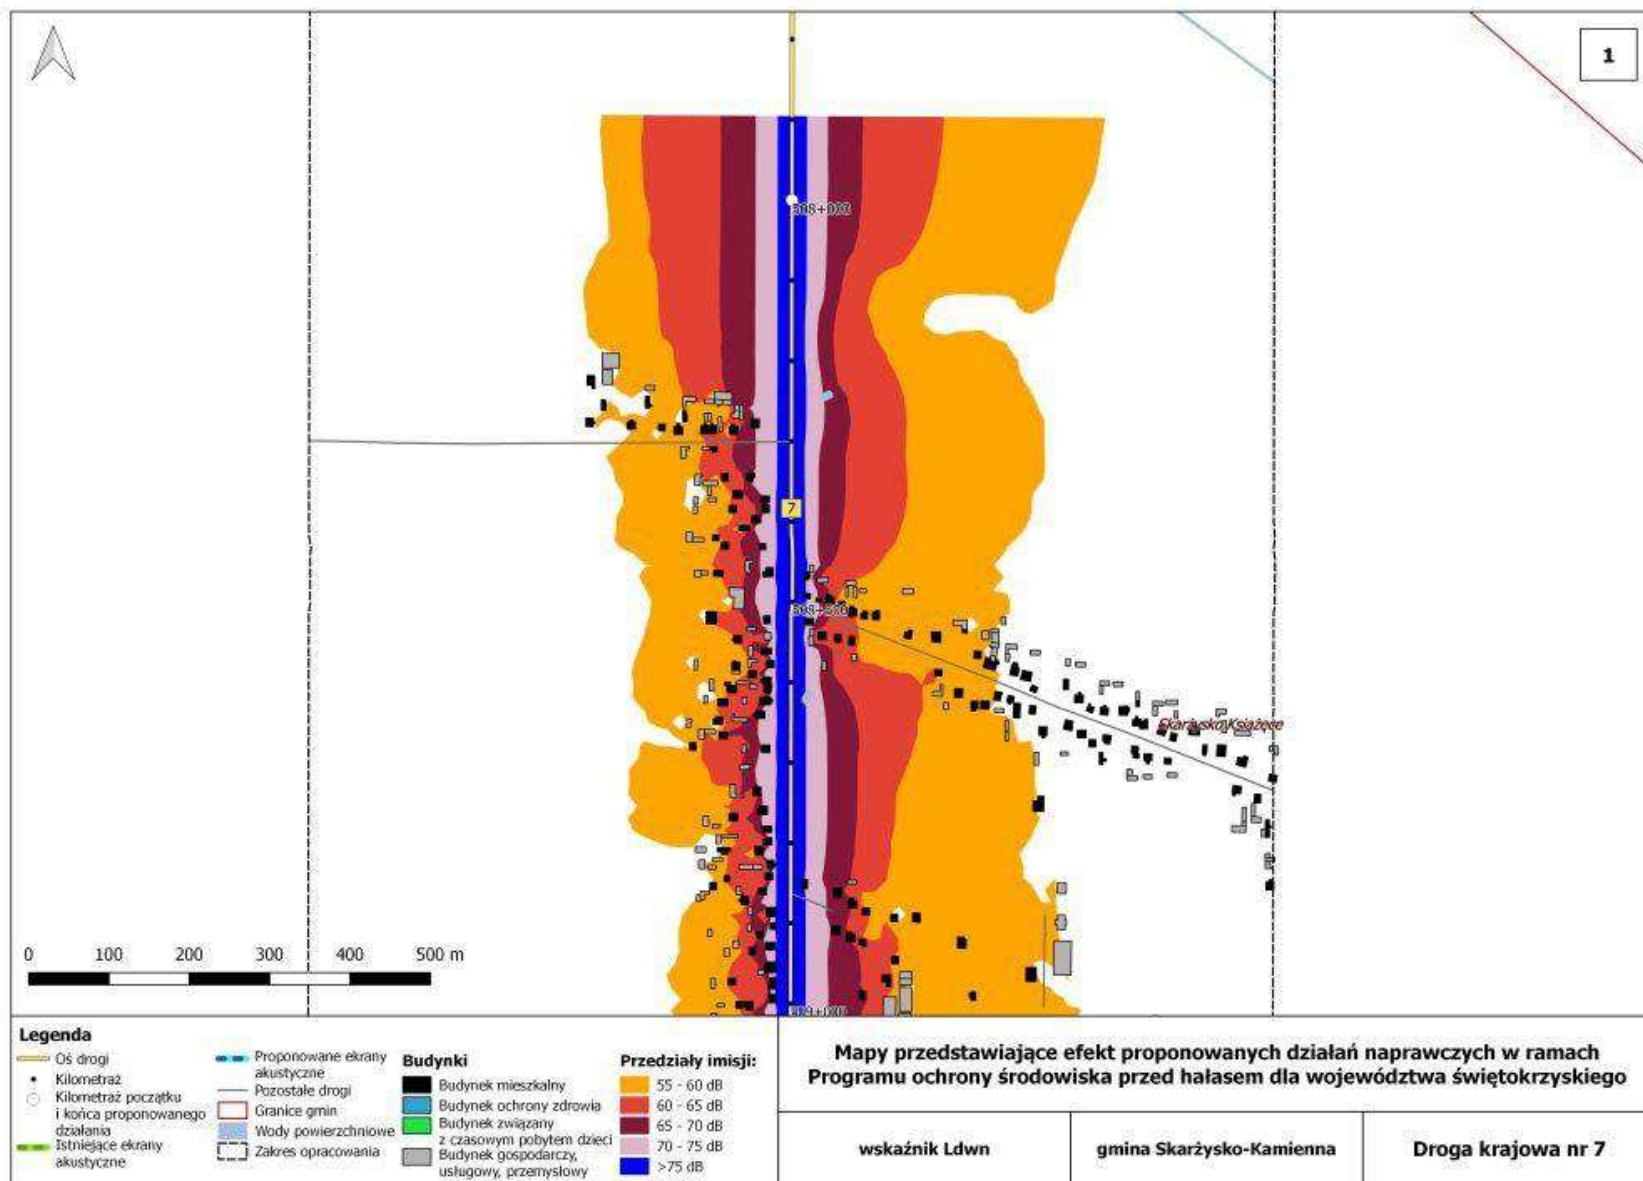 1
508+000
7
Skarżysko Książęce
0 100 200 300 400 500 m
Legenda
Oś drogi
Kilometraż
Kilometraż początku
i końca proponowanego
działania
Istniejące ekrany
akustyczne
Proponowane ekrany
akustyczne
Pozostałe drogi
Granice gmin
Wody powierzchniowe
Zakres opracowania
Budynki
Budynek mieszkalny
Budynek ochrony zdrowia
Budynek związany
z czasowym pobytem dzieci
Budynek gospodarczy,
usługowy, przemysłowy
Przedziały imisji:
55 - 60 dB
60 - 65 dB
65 - 70 dB
70 - 75 dB
>75 dB
Mapy przedstawiające efekt proponowanych działań naprawczych w ramach
Programu ochrony środowiska przed hałasem dla województwa świętokrzyskiego
wskaźnik Ldwn
gmina Skarżysko-Kamienna
Droga krajowa nr 7